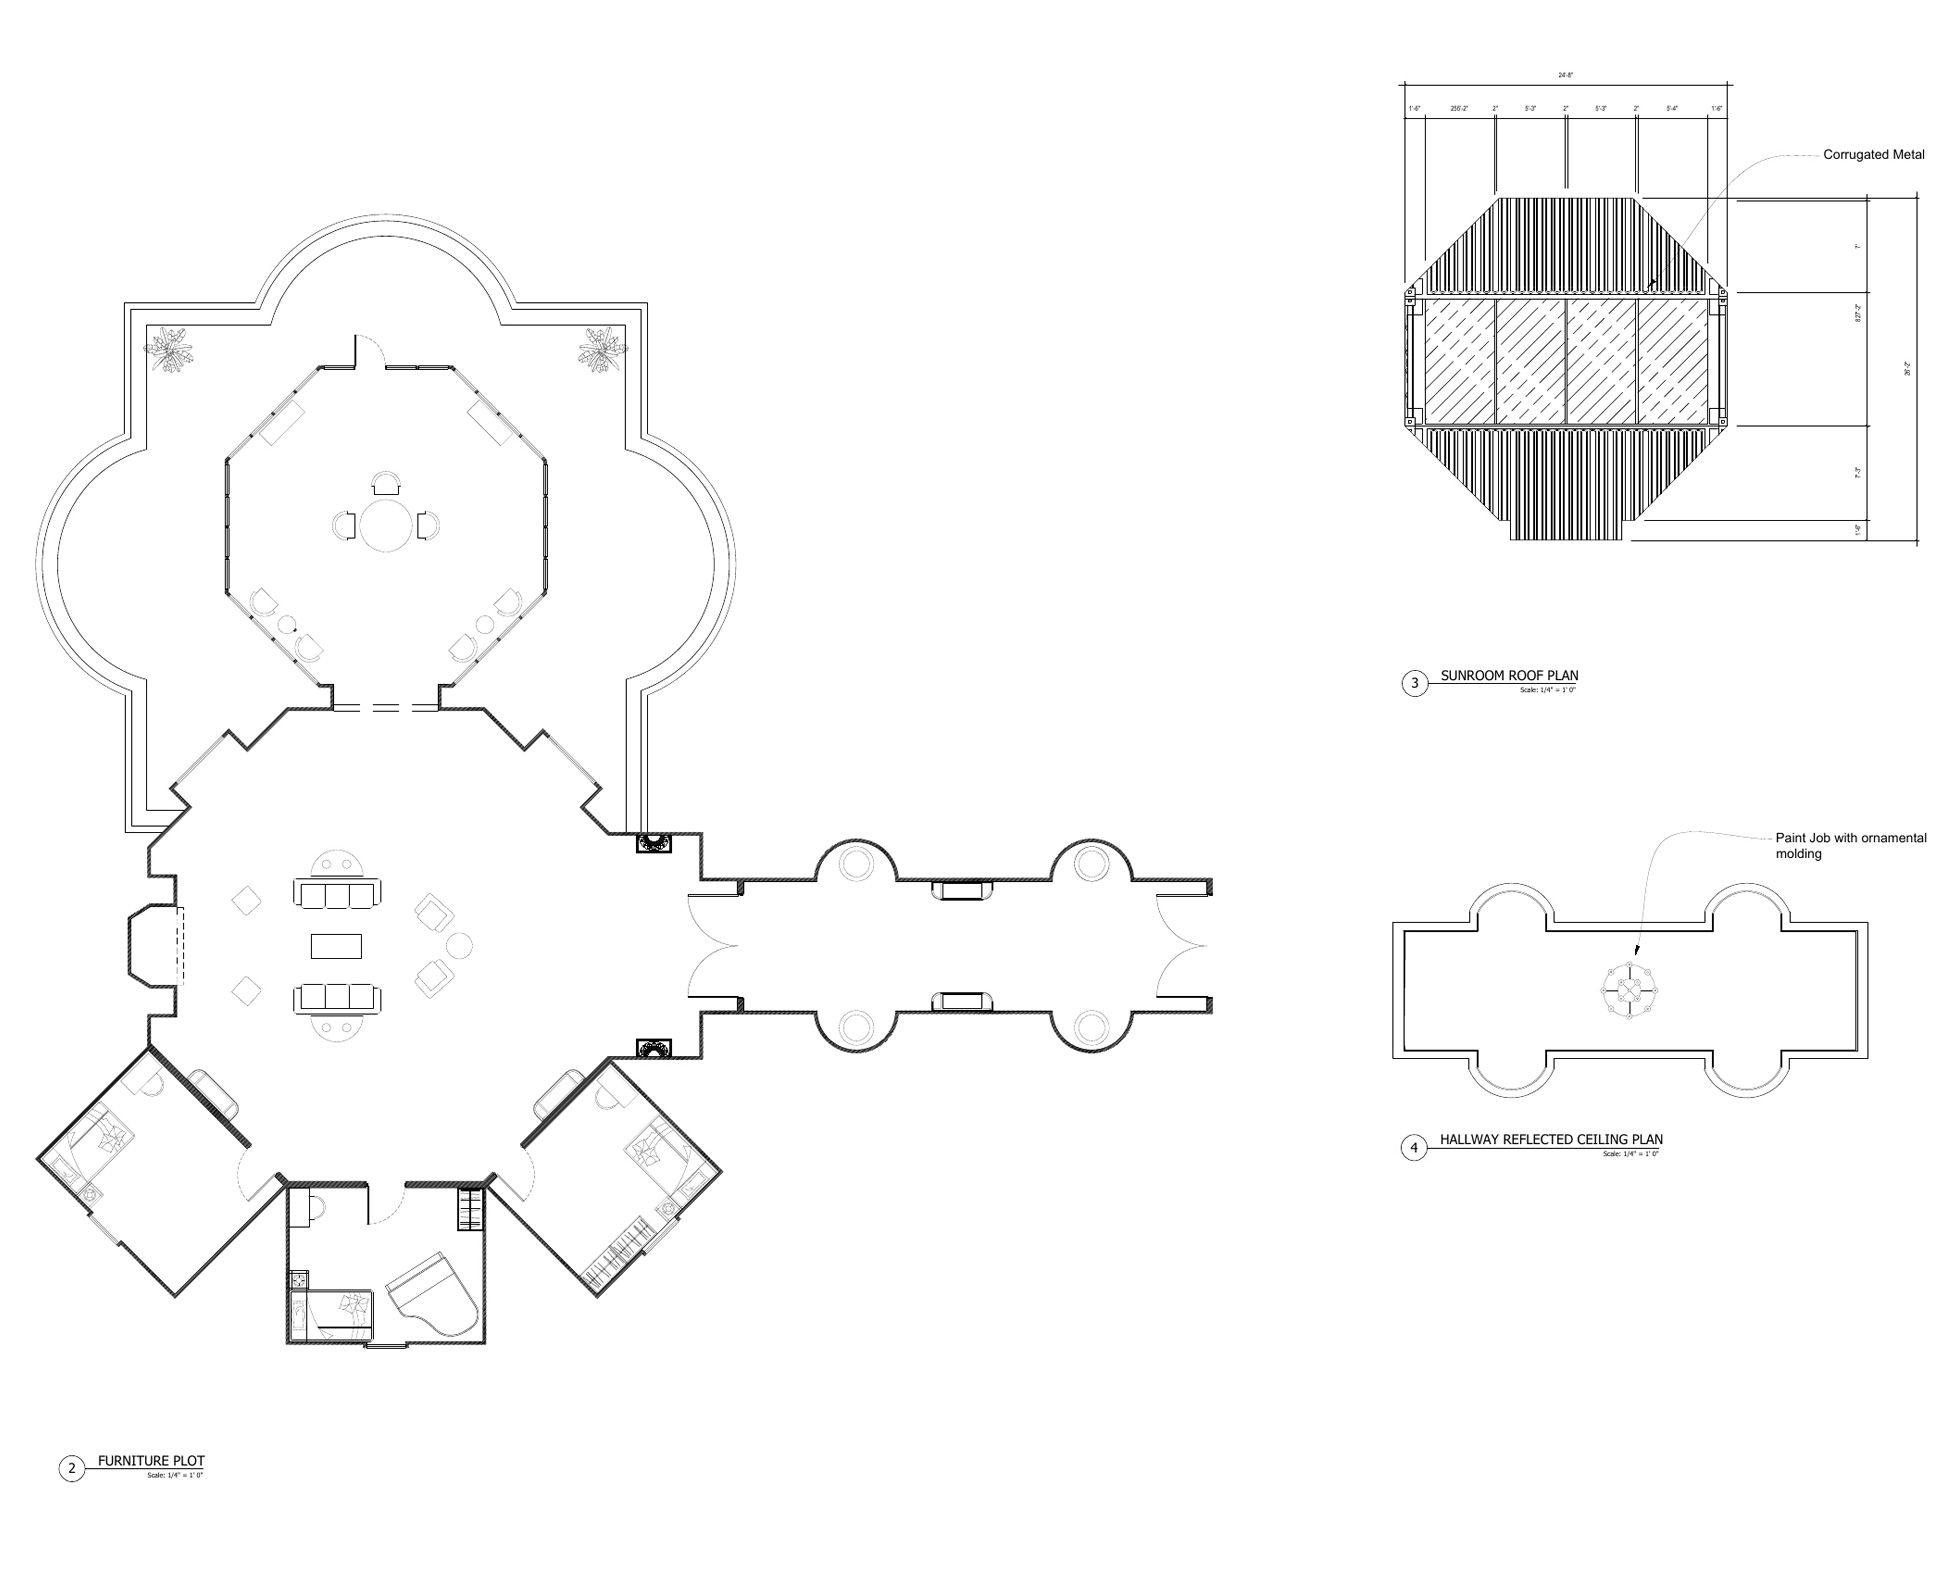 24'-8"
1'-6" 255'-2" 2" 5'-3" 2" 5'-3" 2" 5'-4" 1'-6"
Corrugated Metal
7'
827'-2"
26'-2"
7'-3"
1'-6"
3 SUNROOM ROOF PLAN
Scale: 1/4" = 1' 0"
Paint Job with ornamental
molding
4 HALLWAY REFLECTED CEILING PLAN
Scale: 1/4" = 1' 0"
2 FURNITURE PLOT
Scale: 1/4" = 1' 0"